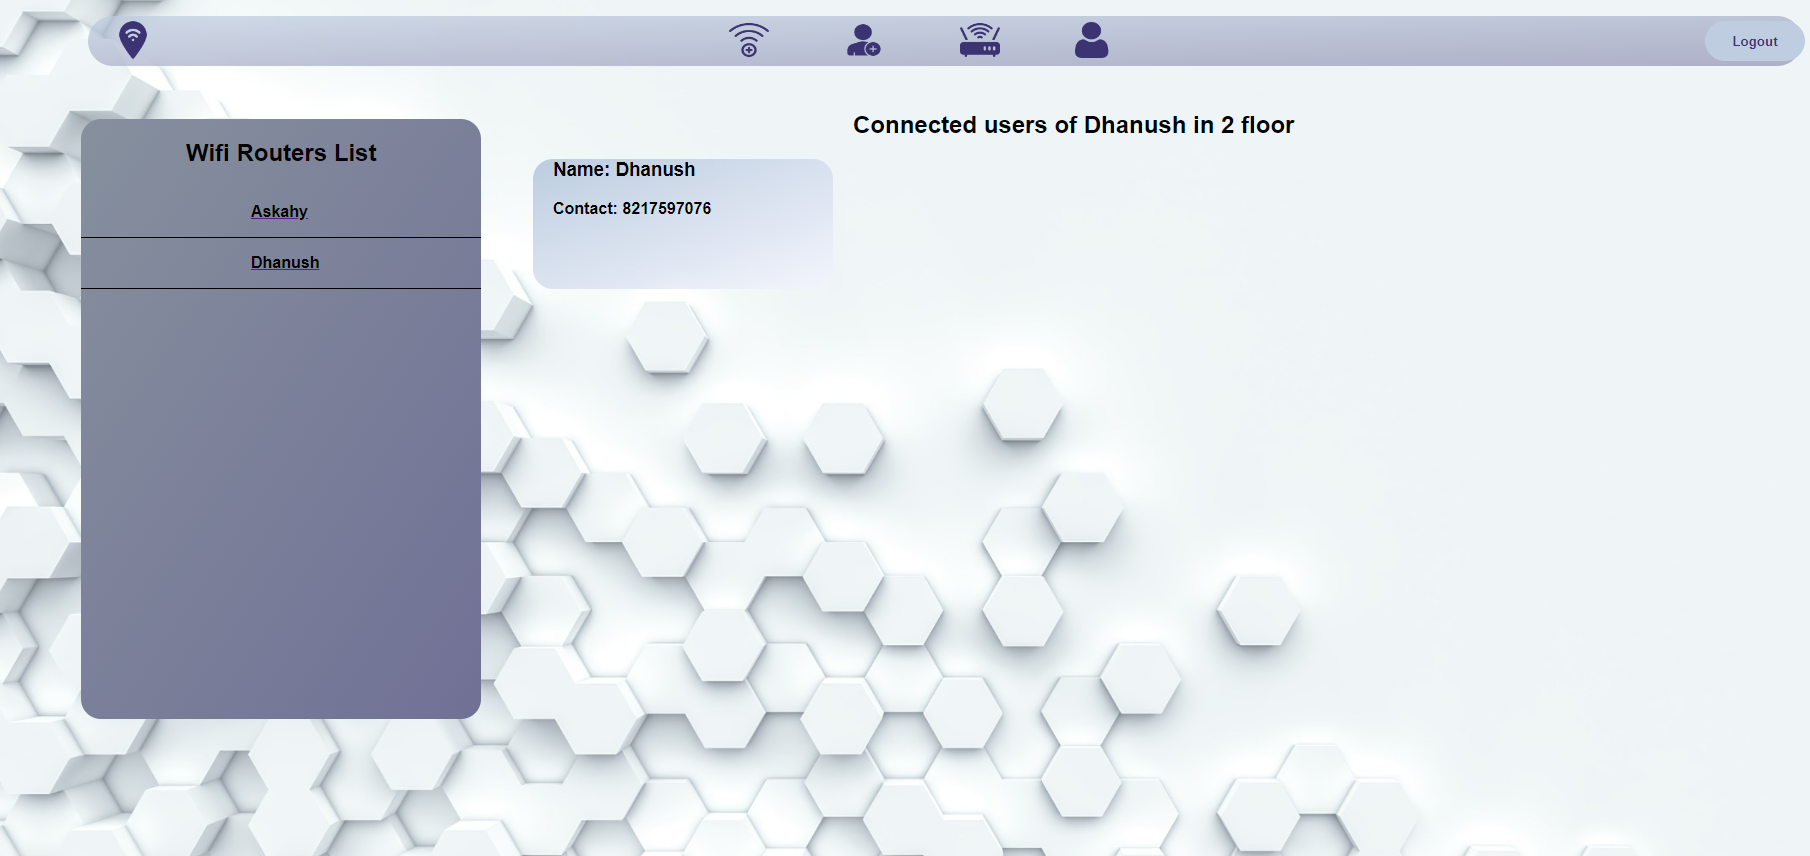 Logout
Wifi Routers List
Askahy
Dhanush
Connected users of Dhanush in 2 floor
Name: Dhanush
Contact: 8217597076